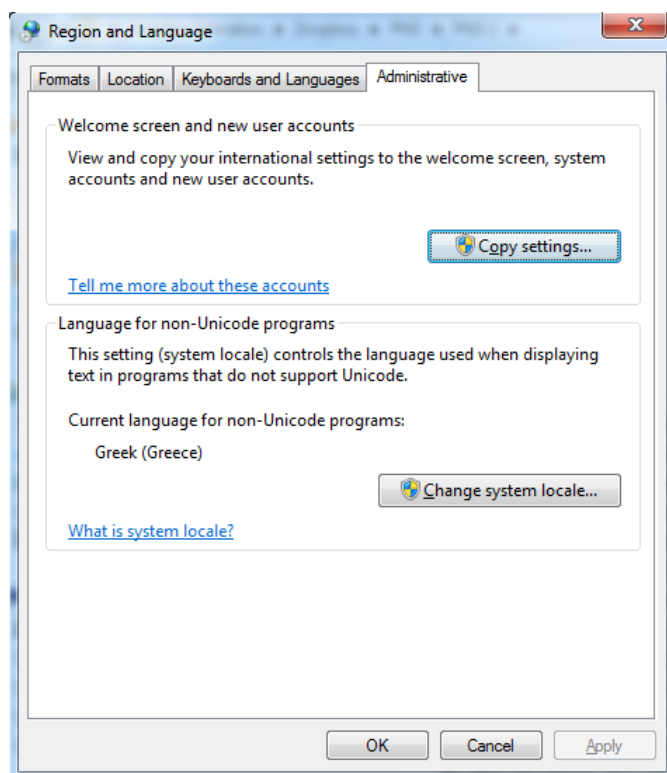 Region and Language
Formats Location Keyboards and Languages Administrative
Welcome screen and new user accounts
View and copy your international settings to the welcome screen, system
accounts and new user accounts.
Copy settings...
Tell me more about these accounts
Language for non-Unicode programs
This setting (system locale) controls the language used when displaying
text in programs that do not support Unicode.
Current language for non-Unicode programs:
Greek (Greece)
Change system locale...
What is system locale?
OK Cancel Apply